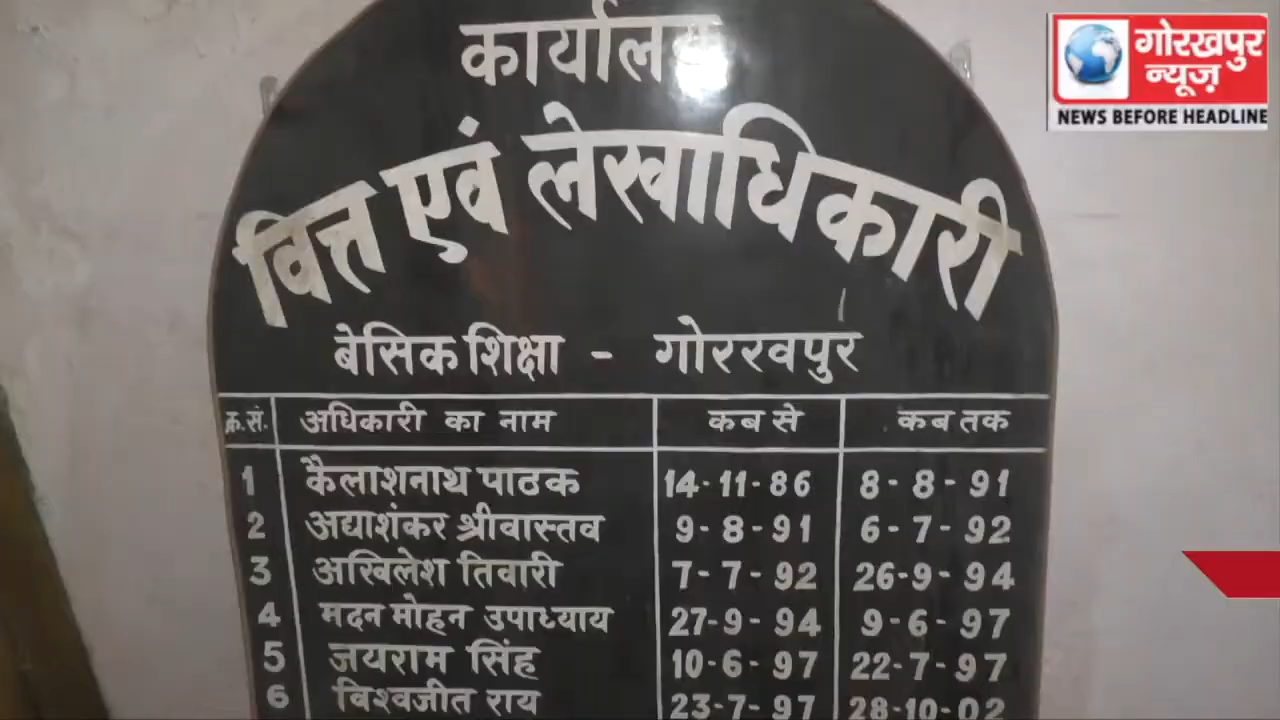 कार्यालय
वित्त एवं लेखाधिकारी
बेसिक शिक्षा - गोरखपुर
क्र.सं. अधिकारी का नाम कब से कब तक
1 कैलाशनाथ पाठक 14-11-86 8-8-91
2 अद्याशंकर श्रीवास्तव 9-8-91 6-7-92
3 अखिलेश तिवारी 7-7-92 26-9-94
4 मदन मोहन उपाध्याय 27-9-94 9-6-97
5 जयराम सिंह 10-6-97 22-7-97
6 विश्वजीत राय 23-7-97 28-10-02
गोरखपुर
न्यूज़
NEWS BEFORE HEADLINE